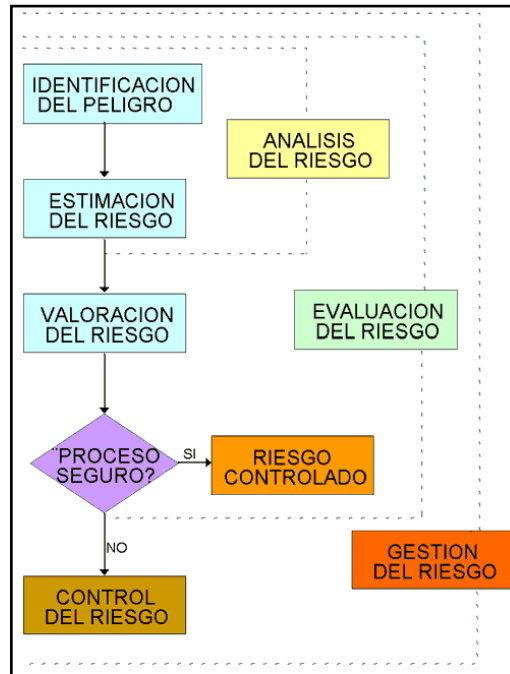 IDENTIFICACION
DEL PELIGRO
ANALISIS
DEL RIESGO
ESTIMACION
DEL RIESGO
VALORACION
DEL RIESGO
EVALUACION
DEL RIESGO
¨PROCESO
SEGURO?
SI
RIESGO
CONTROLADO
NO
GESTION
DEL RIESGO
CONTROL
DEL RIESGO